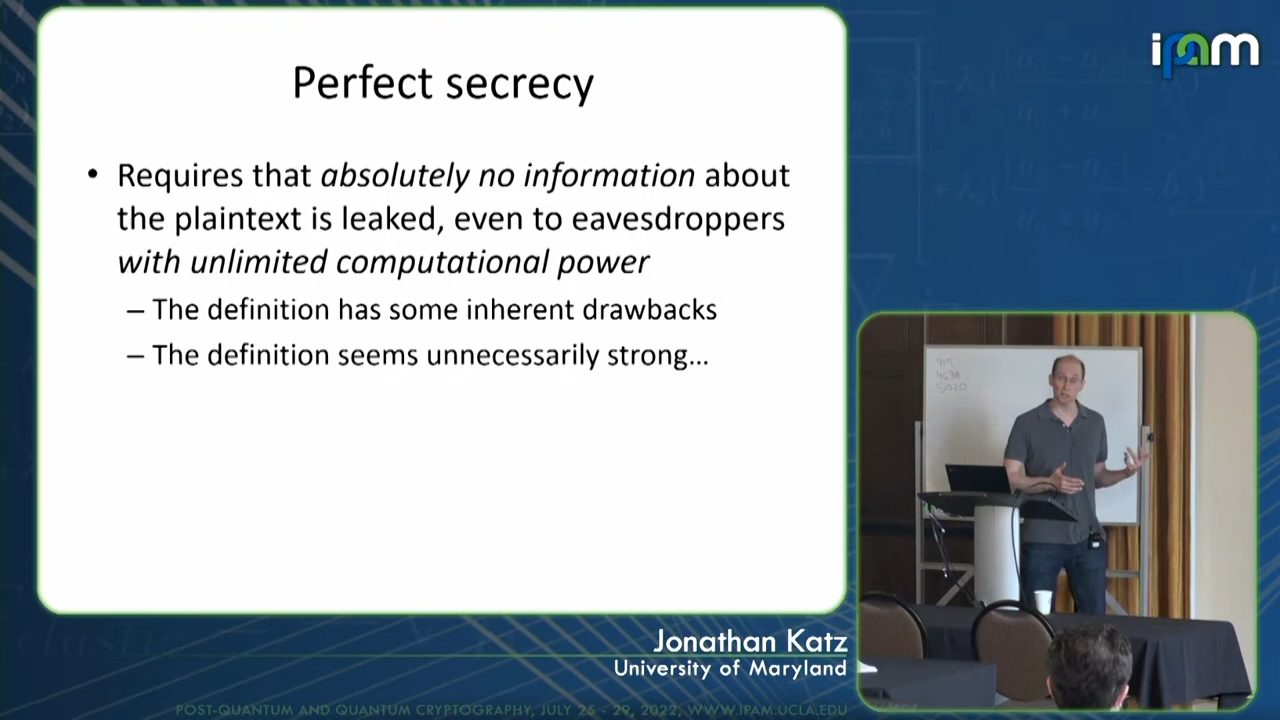 Perfect secrecy
• Requires that absolutely no information about
the plaintext is leaked, even to eavesdroppers
with unlimited computational power
– The definition has some inherent drawbacks
– The definition seems unnecessarily strong…
ipam
Jonathan Katz
University of Maryland
POST-QUANTUM AND QUANTUM CRYPTOGRAPHY, JULY 25 - 29, 2022, WWW.IPAM.UCLA.EDU